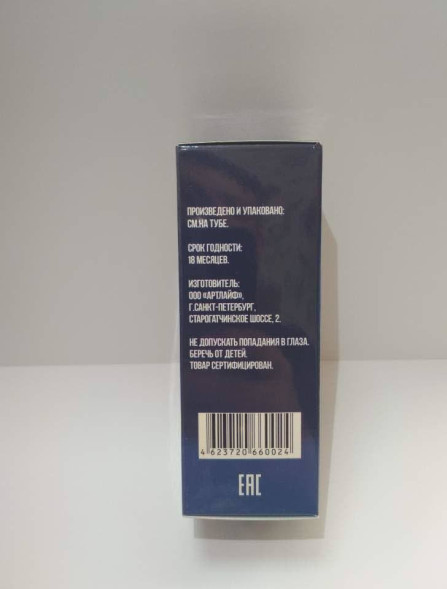 ПРОИЗВЕДЕНО И УПАКОВАНО:
СМ.НА ТУБЕ.
СРОК ГОДНОСТИ:
18 МЕСЯЦЕВ.
ИЗГОТОВИТЕЛЬ:
ООО «АРТЛАЙФ»,
Г.САНКТ-ПЕТЕРБУРГ,
СТАРОГАТЧИНСКОЕ ШОССЕ, 2.
НЕ ДОПУСКАТЬ ПОПАДАНИЯ В ГЛАЗА.
БЕРЕЧЬ ОТ ДЕТЕЙ.
ТОВАР СЕРТИФИЦИРОВАН.
4 623720 660024
EAC